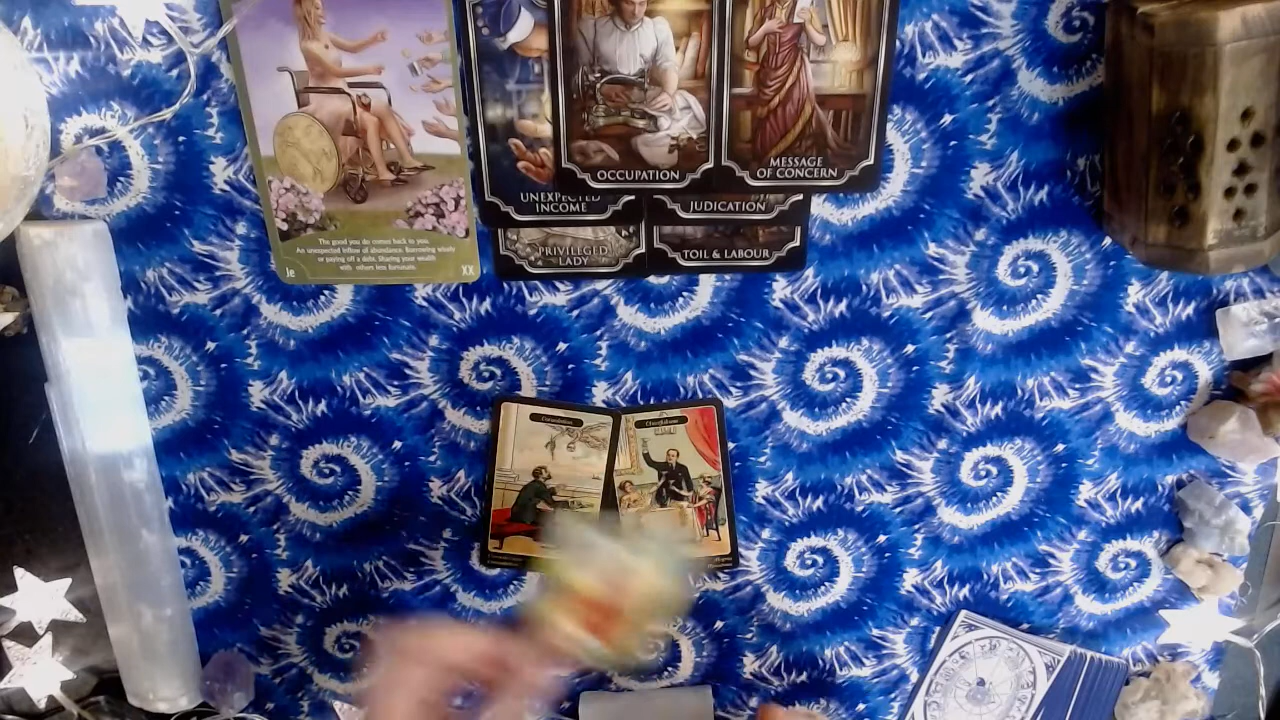 The good you do comes back to you.
An unexpected inflow of abundance. Borrowing wisely
or paying off a debt. Sharing your wealth
with others less fortunate.
Je
XX
UNEXPECTED
INCOME
OCCUPATION
MESSAGE
OF CONCERN
JUDICATION
PRIVILEGED
LADY
TOIL & LABOUR